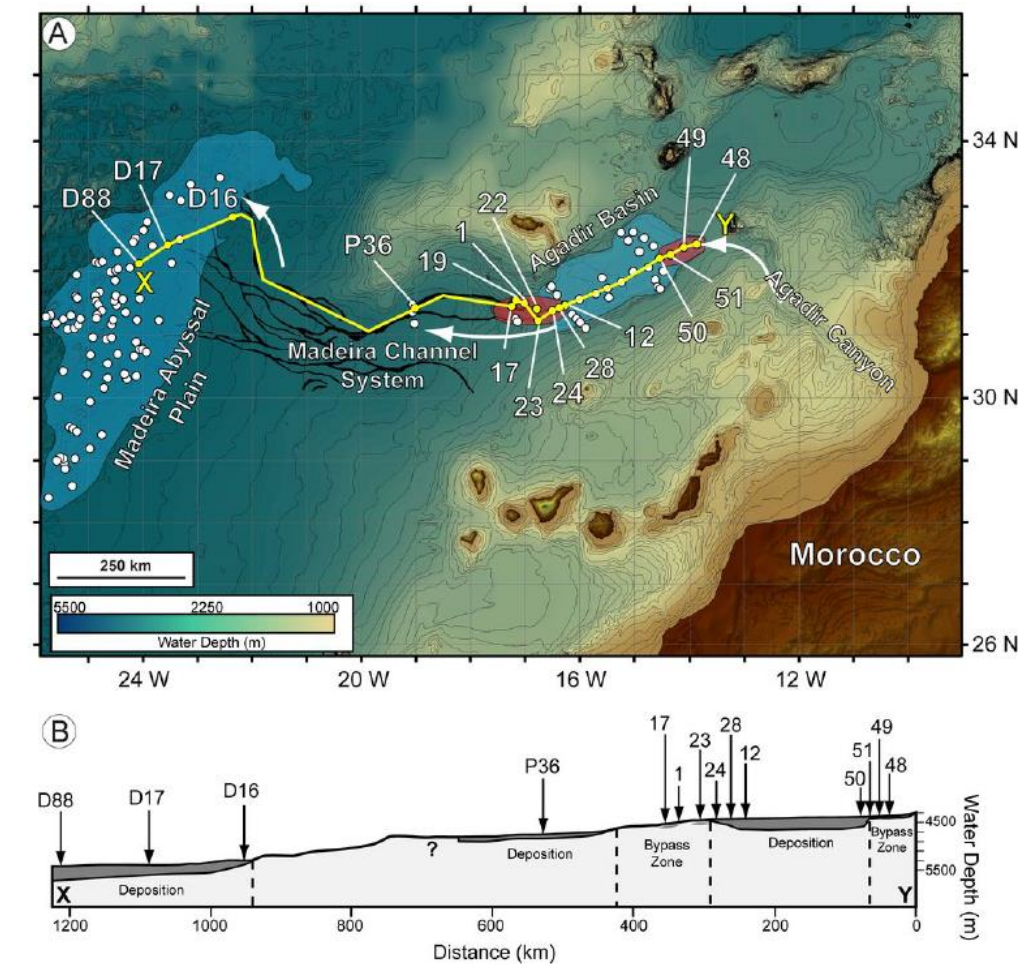 A
34 N
30 N
26 N
49
48
D17
D88
D16
22
Agadir Basin
Y
P36
1
19
X
51
Agadir Canyon
12
50
Madeira Abyssal
Plain
Madeira Channel
System
17
28
24
23
Morocco
250 km
5500 2250 1000
Water Depth (m)
24 W 20 W 16 W 12 W
B
D88
D17
D16
P36
17
1
23
24
28
12
50
51
49
48
4500
5500
Water Depth (m)
Deposition
?
Deposition
Bypass
Zone
Deposition
Bypass
Zone
X
Y
1200 1000 800 600 400 200 0
Distance (km)